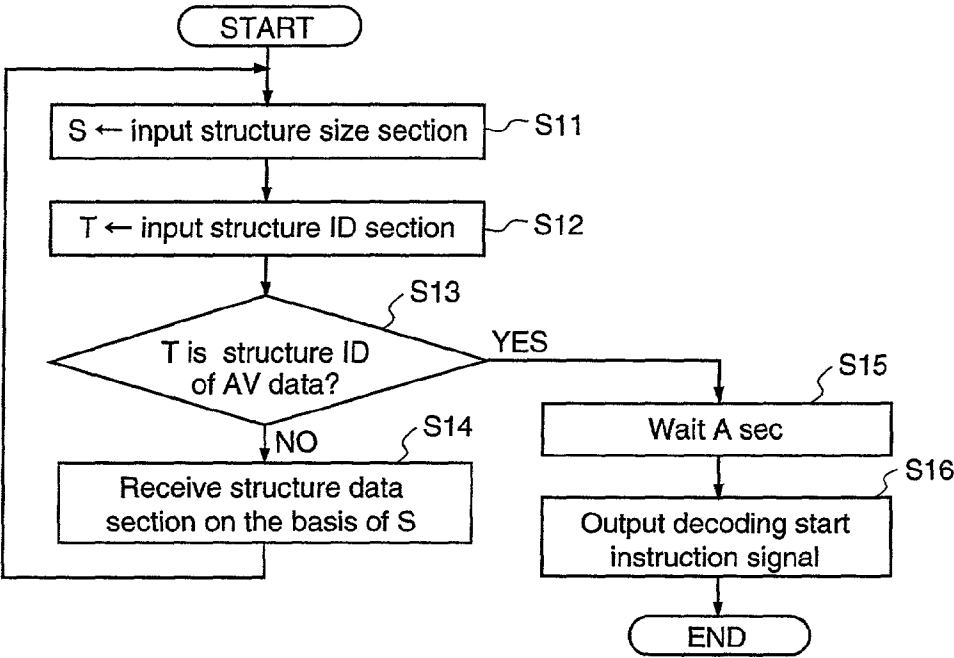 START
S ← input structure size section
S11
T ← input structure ID section
S12
S13
T is structure ID
of AV data?
YES
NO
S14
Receive structure data
section on the basis of S
S15
Wait A sec
S16
Output decoding start
instruction signal
END